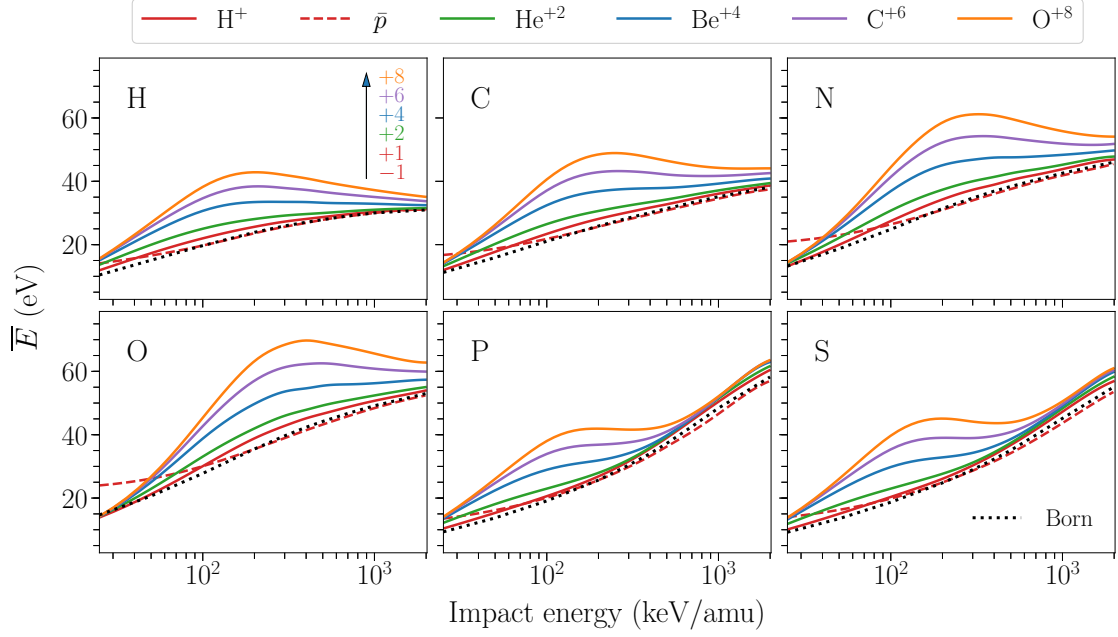 H⁺ p̄ He⁺² Be⁺⁴ C⁺⁶ O⁺⁸
H
+8
+6
+4
+2
+1
−1
C
N
60
40
20
O
P
S
60
40
20
Born
10² 10³ 10² 10³ 10² 10³
E̅ (eV)
Impact energy (keV/amu)